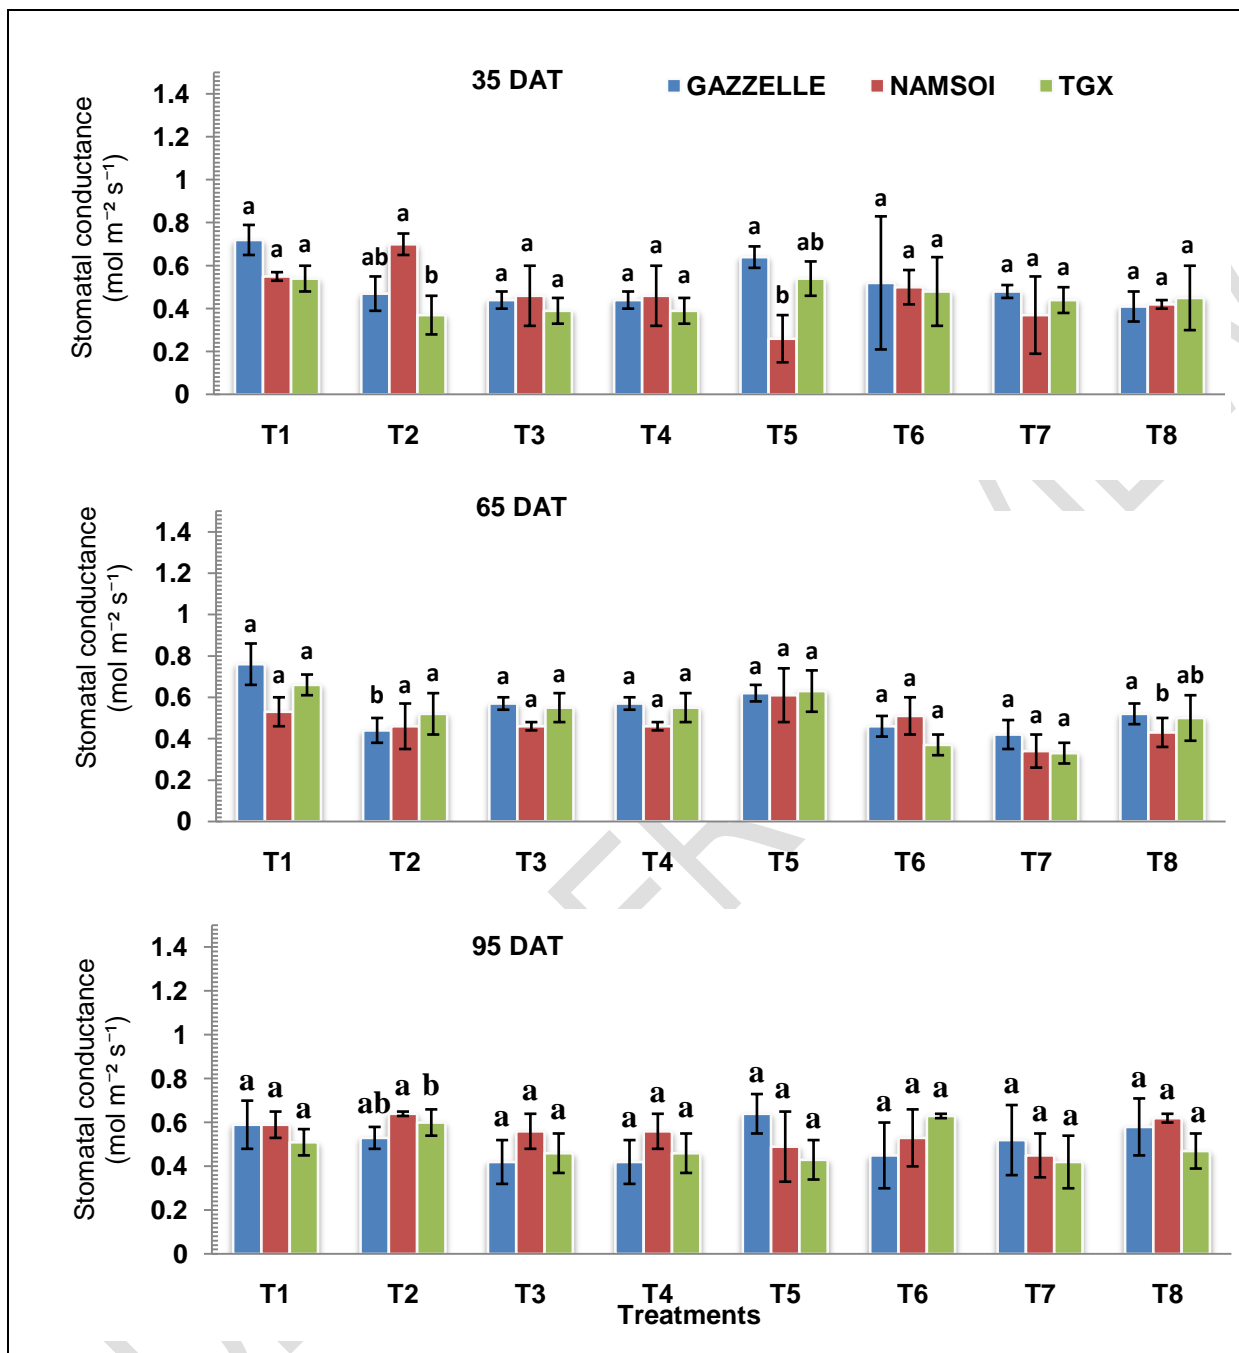 35 DAT
GAZZELLE NAMSOI TGX
Stomatal conductance
(mol m⁻² s⁻¹)
1.4
1.2
1
0.8
0.6
0.4
0.2
0
a a a ab a b a a a a a a a b ab a a a a a a a a a
T1 T2 T3 T4 T5 T6 T7 T8
65 DAT
Stomatal conductance
(mol m⁻² s⁻¹)
1.4
1.2
1
0.8
0.6
0.4
0.2
0
a a a b a a a a a a a a a a a a a a a a a a b ab
T1 T2 T3 T4 T5 T6 T7 T8
95 DAT
Stomatal conductance
(mol m⁻² s⁻¹)
1.4
1.2
1
0.8
0.6
0.4
0.2
0
a a a ab a b a a a a a a a a a a a a a a a a a a
T1 T2 T3 T4 T5 T6 T7 T8
Treatments